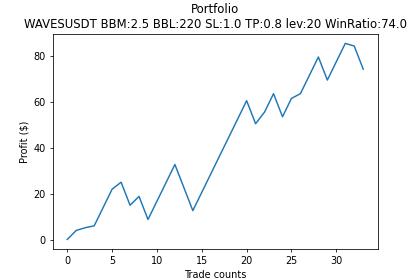 Portfolio
WAVESUSDT BBM:2.5 BBL:220 SL:1.0 TP:0.8 lev:20 WinRatio:74.0
80
60
40
20
0
Profit ($)
0 5 10 15 20 25 30
Trade counts